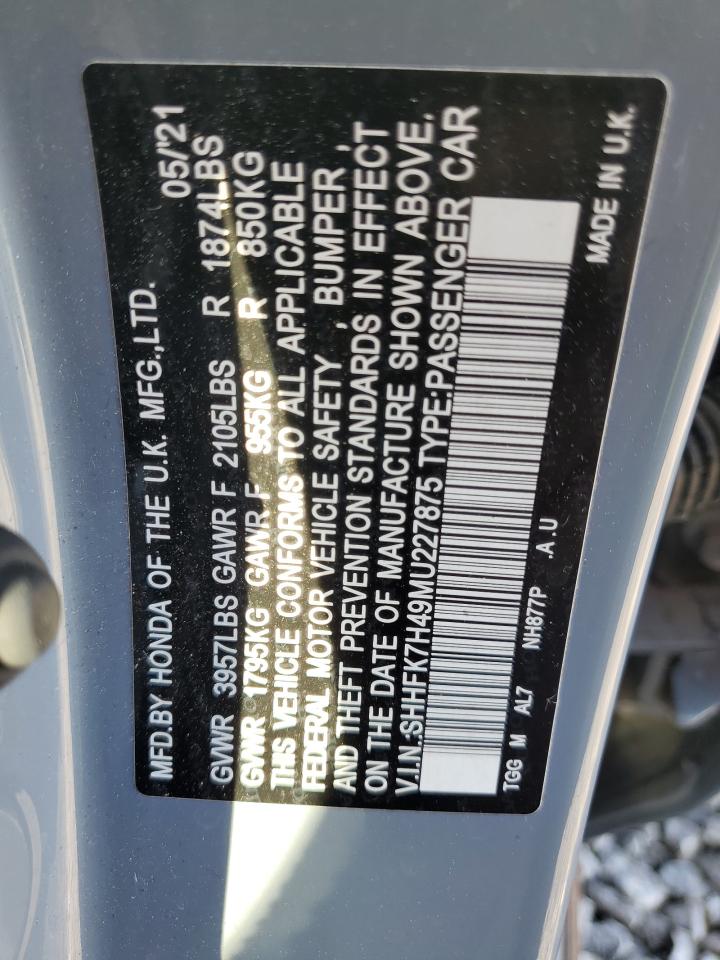 MFD.BY HONDA OF THE U.K. MFG.,LTD. 05/'21
GVWR 3957LBS GAWR F 2105LBS R 1874LBS
GVWR 1795KG GAWR F 955KG R 850KG
THIS VEHICLE CONFORMS TO ALL APPLICABLE
FEDERAL MOTOR VEHICLE SAFETY , BUMPER ,
AND THEFT PREVENTION STANDARDS IN EFFECT
ON THE DATE OF MANUFACTURE SHOWN ABOVE.
V.I.N.:SHHFK7H49MU227875 TYPE:PASSENGER CAR
TGG M AL7 NH877P .A.U MADE IN U.K.